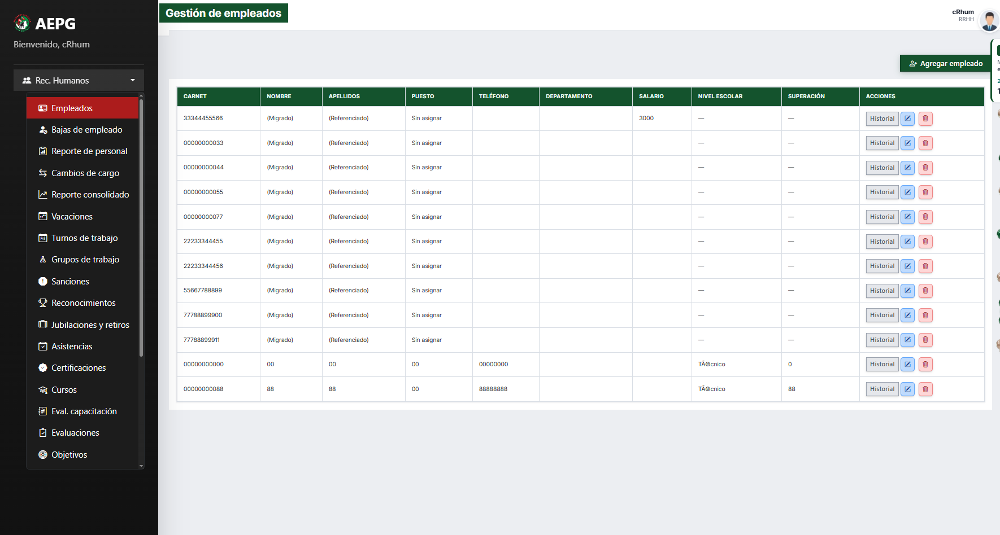 AEPG
Bienvenido, cRhum
Rec. Humanos
Empleados
Bajas de empleado
Reporte de personal
Cambios de cargo
Reporte consolidado
Vacaciones
Turnos de trabajo
Grupos de trabajo
Sanciones
Reconocimientos
Jubilaciones y retiros
Asistencias
Certificaciones
Cursos
Eval. capacitación
Evaluaciones
Objetivos
Gestión de empleados
cRhum
RRHH
Agregar empleado
CARNET NOMBRE APELLIDOS PUESTO TELÉFONO DEPARTAMENTO SALARIO NIVEL ESCOLAR SUPERACIÓN ACCIONES
33344455566 (Migrado) (Referenciado) Sin asignar 3000 — — Historial
00000000033 (Migrado) (Referenciado) Sin asignar — — Historial
00000000044 (Migrado) (Referenciado) Sin asignar — — Historial
00000000055 (Migrado) (Referenciado) Sin asignar — — Historial
00000000077 (Migrado) (Referenciado) Sin asignar — — Historial
22233344455 (Migrado) (Referenciado) Sin asignar — — Historial
22233344456 (Migrado) (Referenciado) Sin asignar — — Historial
55667788899 (Migrado) (Referenciado) Sin asignar — — Historial
77788899900 (Migrado) (Referenciado) Sin asignar — — Historial
77788899911 (Migrado) (Referenciado) Sin asignar — — Historial
00000000000 00 00 00 00000000 TÃ©cnico 0 Historial
00000000088 88 88 00 88888888 TÃ©cnico 88 Historial